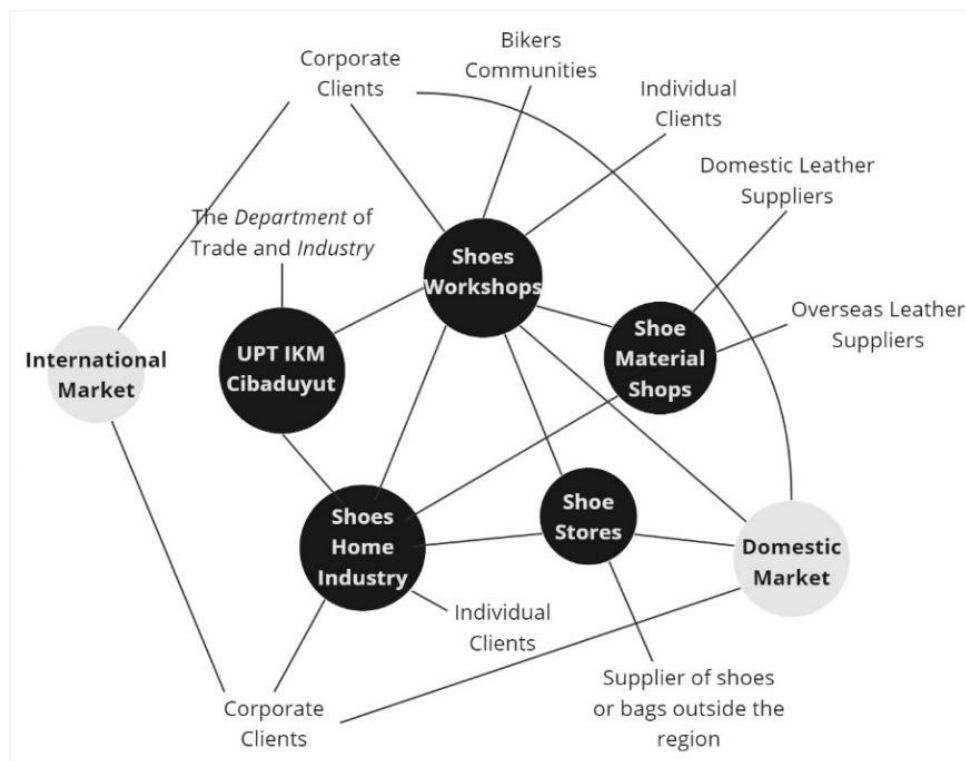 Corporate
Clients
Bikers
Communities
Individual
Clients
Domestic Leather
Suppliers
The Department of
Trade and Industry
Shoes
Workshops
Overseas Leather
Suppliers
Shoe
Material
Shops
International
Market
UPT IKM
Cibaduyut
Shoes
Home
Industry
Shoe
Stores
Domestic
Market
Individual
Clients
Corporate
Clients
Supplier of shoes
or bags outside the
region